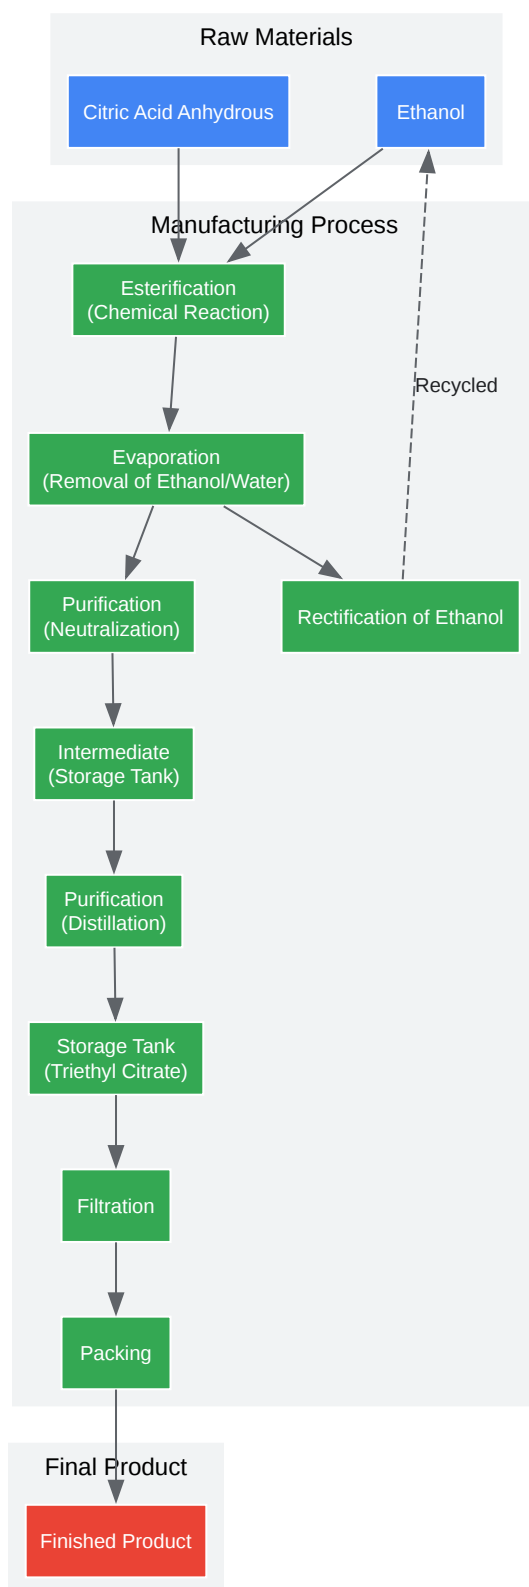 Raw Materials
Citric Acid Anhydrous
Ethanol
Manufacturing Process
Esterification
(Chemical Reaction)
Recycled
Evaporation
(Removal of Ethanol/Water)
Purification
(Neutralization)
Rectification of Ethanol
Intermediate
(Storage Tank)
Purification
(Distillation)
Storage Tank
(Triethyl Citrate)
Filtration
Packing
Final Product
Finished Product